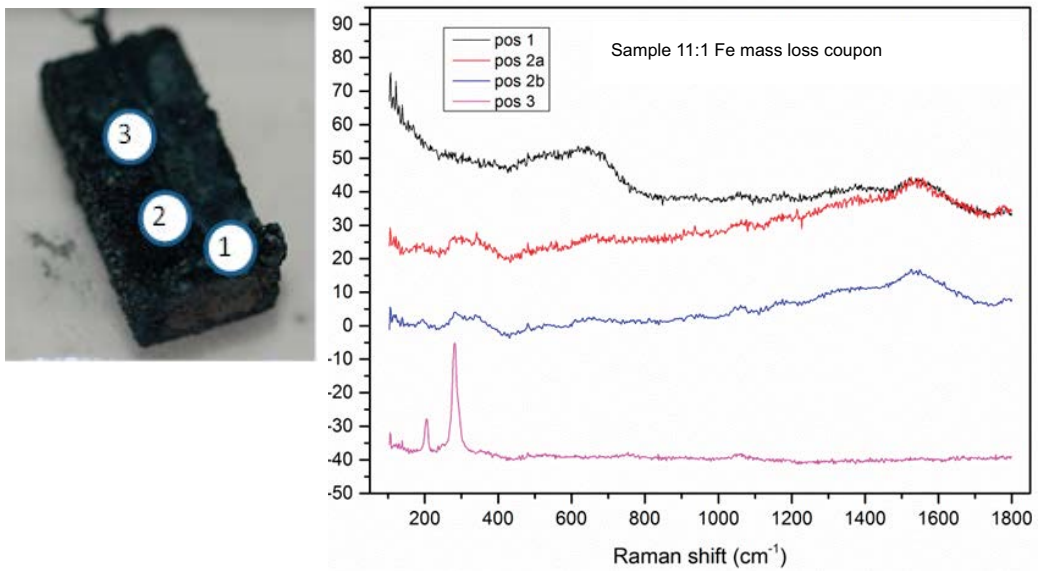 3
2
1
Sample 11:1 Fe mass loss coupon
pos 1
pos 2a
pos 2b
pos 3
90
80
70
60
50
40
30
20
10
0
-10
-20
-30
-40
-50
200 400 600 800 1000 1200 1400 1600 1800
Raman shift (cm⁻¹)